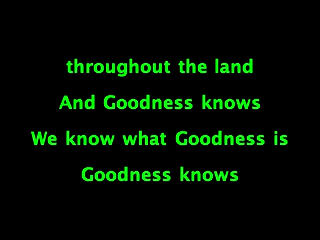 throughout the land
And Goodness knows
We know what Goodness is
Goodness knows